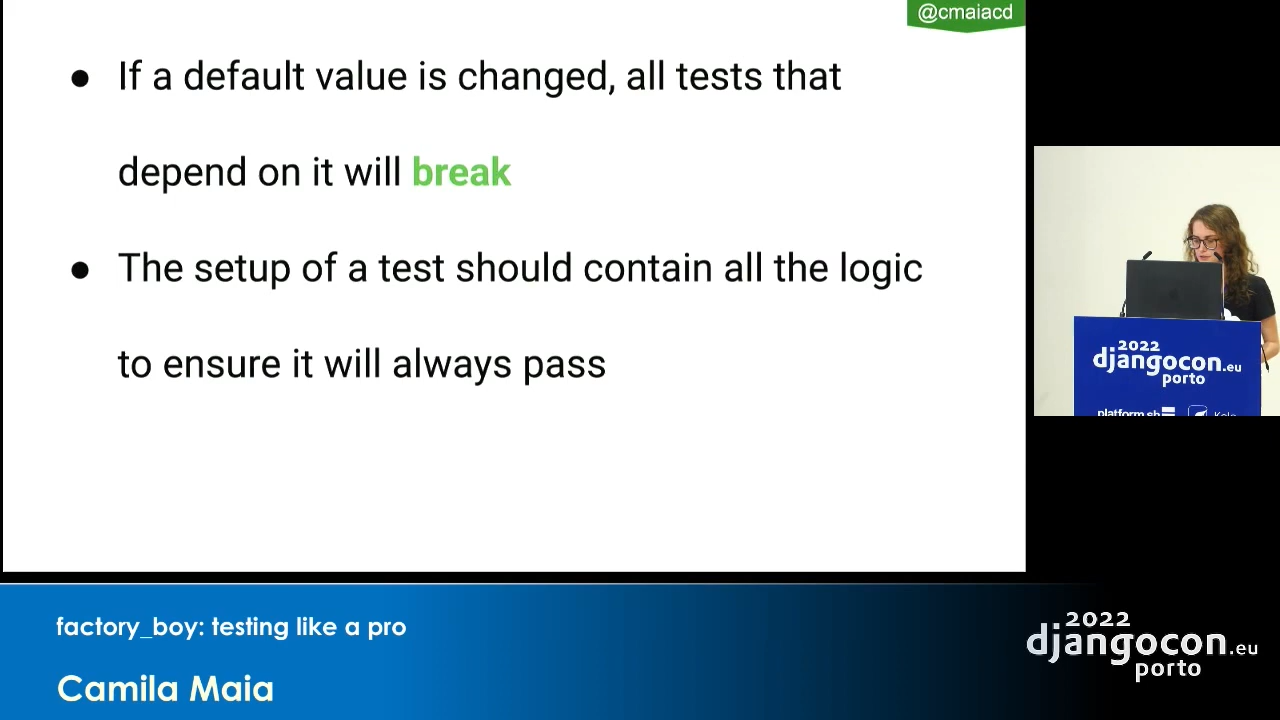 @cmaiacd
● If a default value is changed, all tests that
depend on it will break
● The setup of a test should contain all the logic
to ensure it will always pass
2022
djangocon.eu
porto
platform.sh
factory_boy: testing like a pro
Camila Maia
2022
djangocon.eu
porto